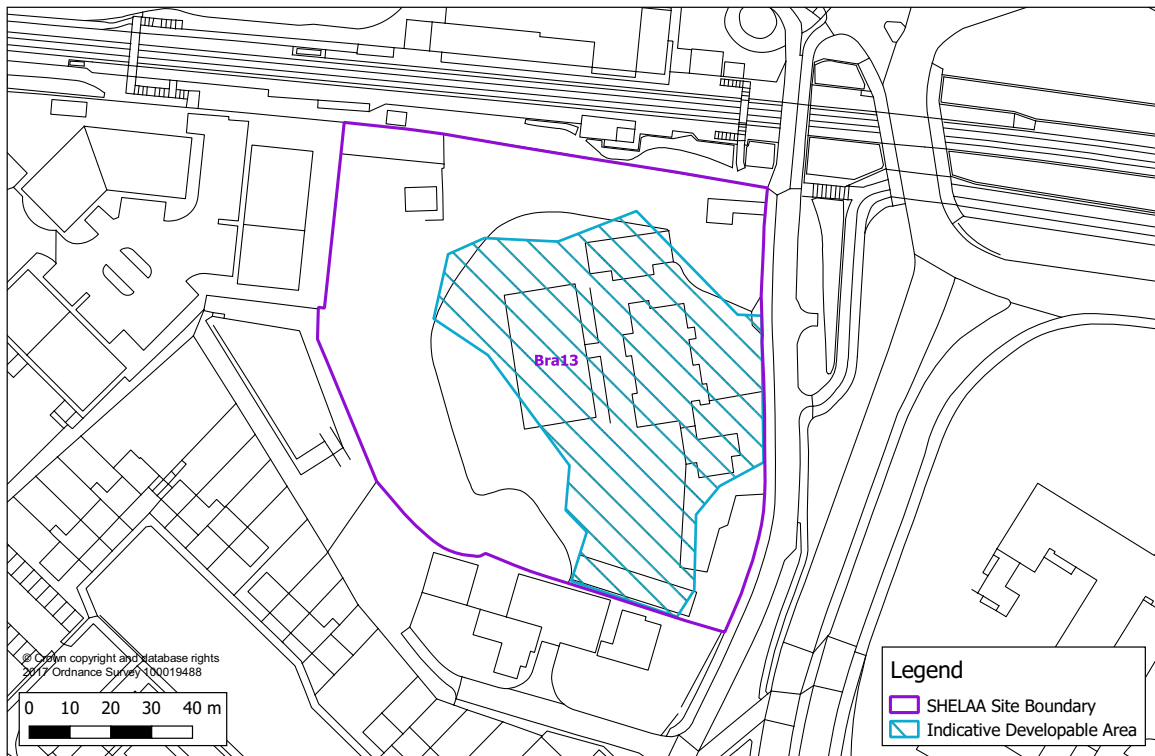 Bra13
© Crown copyright and database rights
2017 Ordnance Survey 100019488
0 10 20 30 40 m
Legend
SHELAA Site Boundary
Indicative Developable Area